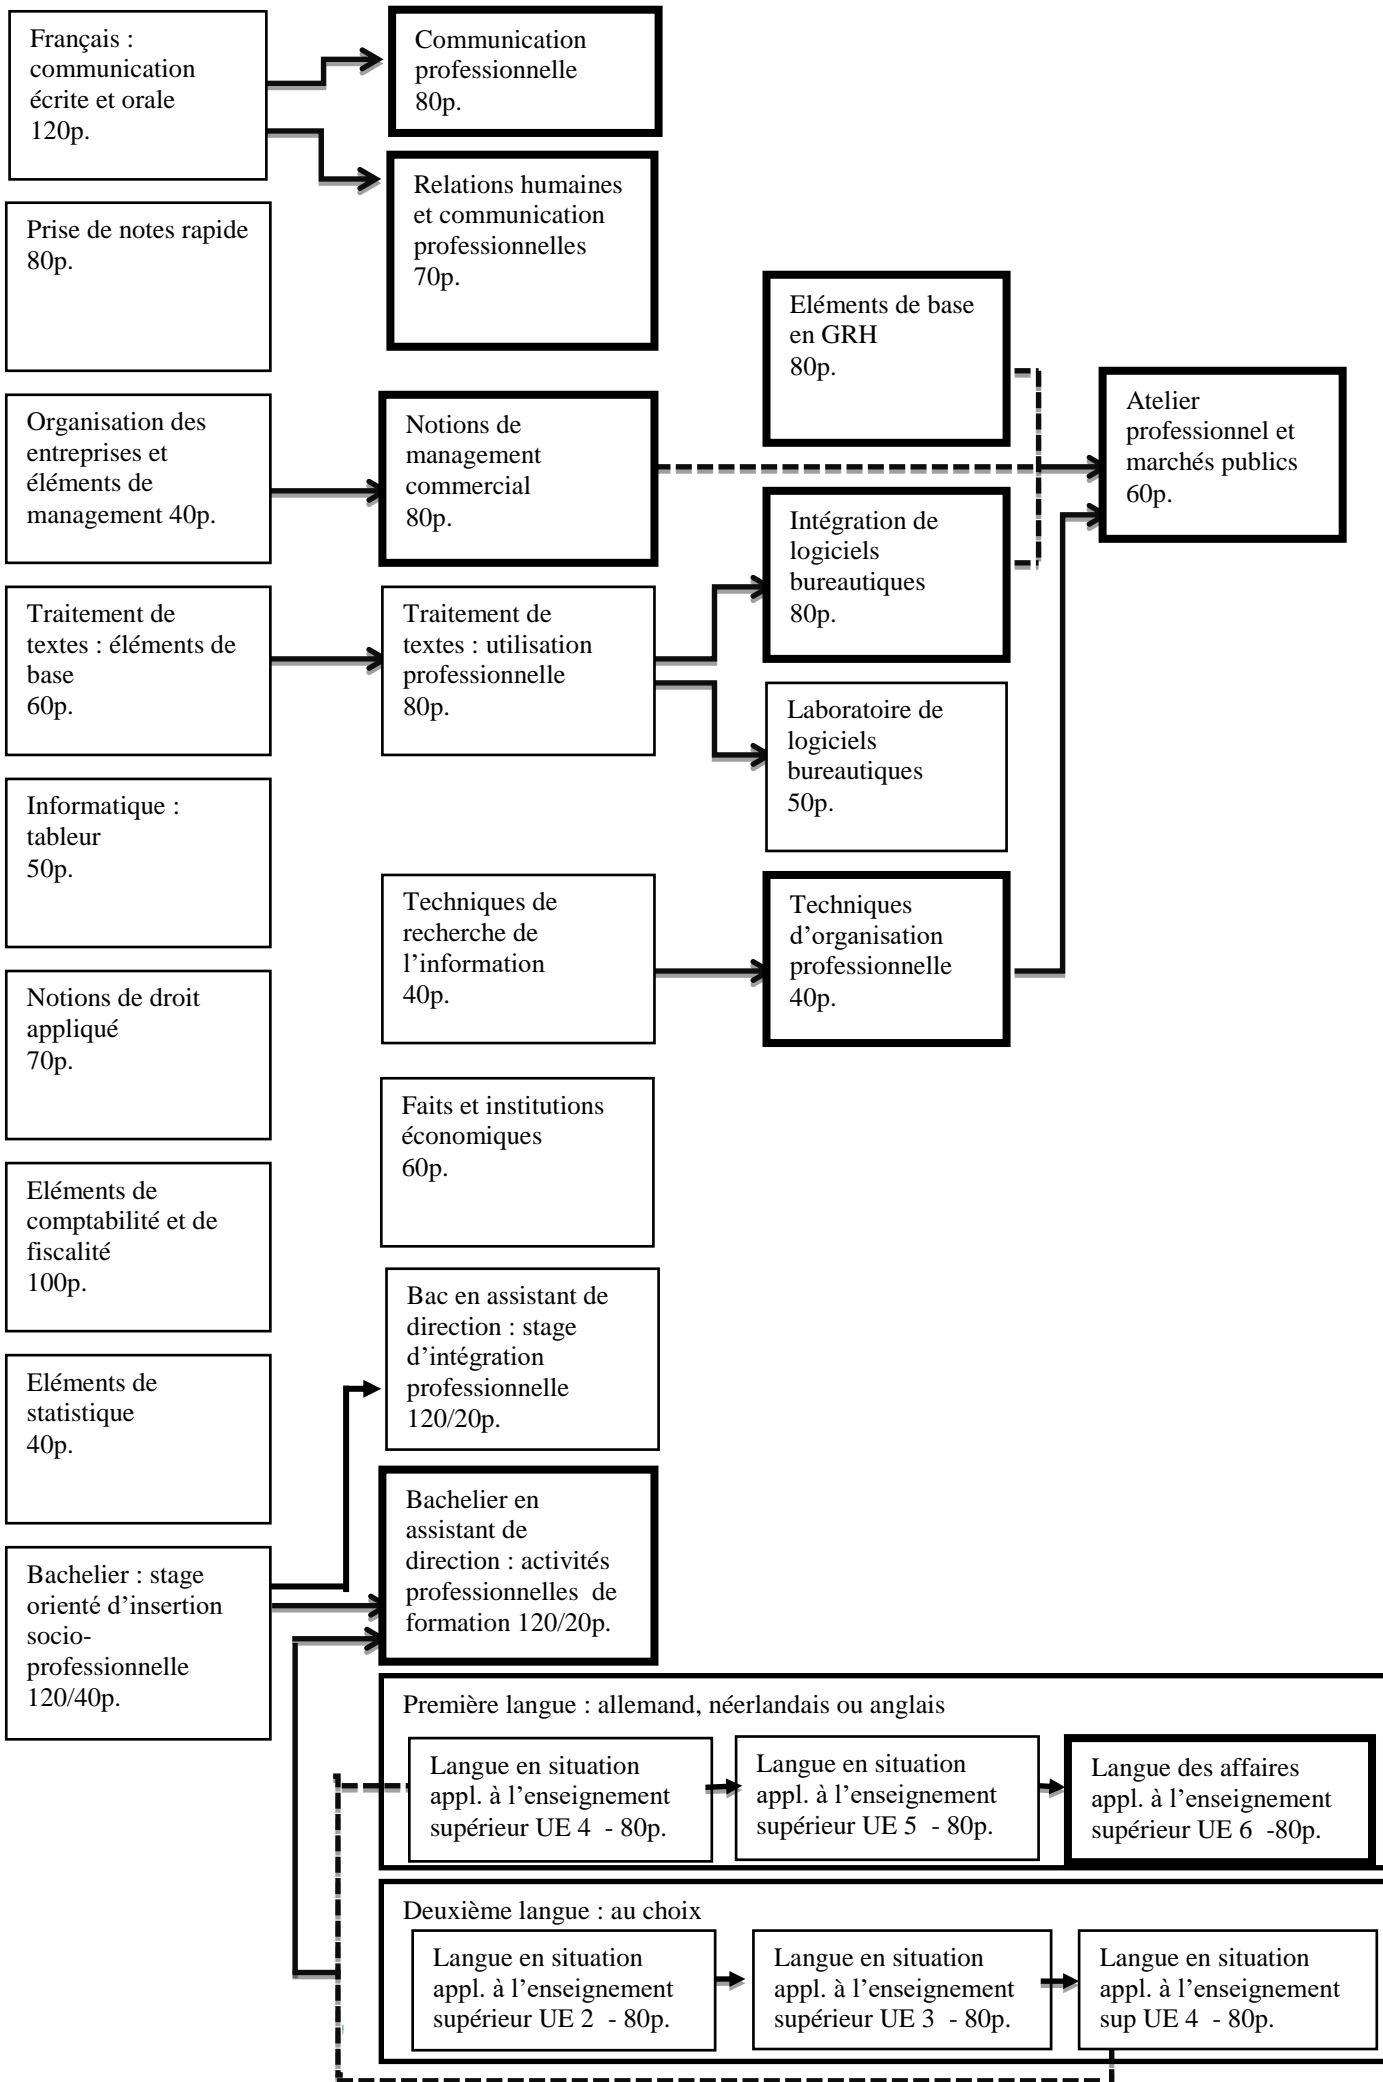 Français :
communication
écrite et orale
120p.
Communication
professionnelle
80p.
Relations humaines
et communication
professionnelles
70p.
Prise de notes rapide
80p.
Eléments de base
en GRH
80p.
Organisation des
entreprises et
éléments de
management 40p.
Notions de
management
commercial
80p.
Atelier
professionnel et
marchés publics
60p.
Intégration de
logiciels
bureautiques
80p.
Traitement de
textes : éléments de
base
60p.
Traitement de
textes : utilisation
professionnelle
80p.
Laboratoire de
logiciels
bureautiques
50p.
Informatique :
tableur
50p.
Techniques de
recherche de
l’information
40p.
Techniques
d’organisation
professionnelle
40p.
Notions de droit
appliqué
70p.
Faits et institutions
économiques
60p.
Eléments de
comptabilité et de
fiscalité
100p.
Bac en assistant de
direction : stage
d’intégration
professionnelle
120/20p.
Eléments de
statistique
40p.
Bachelier en
assistant de
direction : activités
professionnelles de
formation 120/20p.
Bachelier : stage
orienté d’insertion
socio-
professionnelle
120/40p.
Première langue : allemand, néerlandais ou anglais
Langue en situation
appl. à l’enseignement
supérieur UE 4 - 80p.
Langue en situation
appl. à l’enseignement
supérieur UE 5 - 80p.
Langue des affaires
appl. à l’enseignement
supérieur UE 6 -80p.
Deuxième langue : au choix
Langue en situation
appl. à l’enseignement
supérieur UE 2 - 80p.
Langue en situation
appl. à l’enseignement
supérieur UE 3 - 80p.
Langue en situation
appl. à l’enseignement
sup UE 4 - 80p.